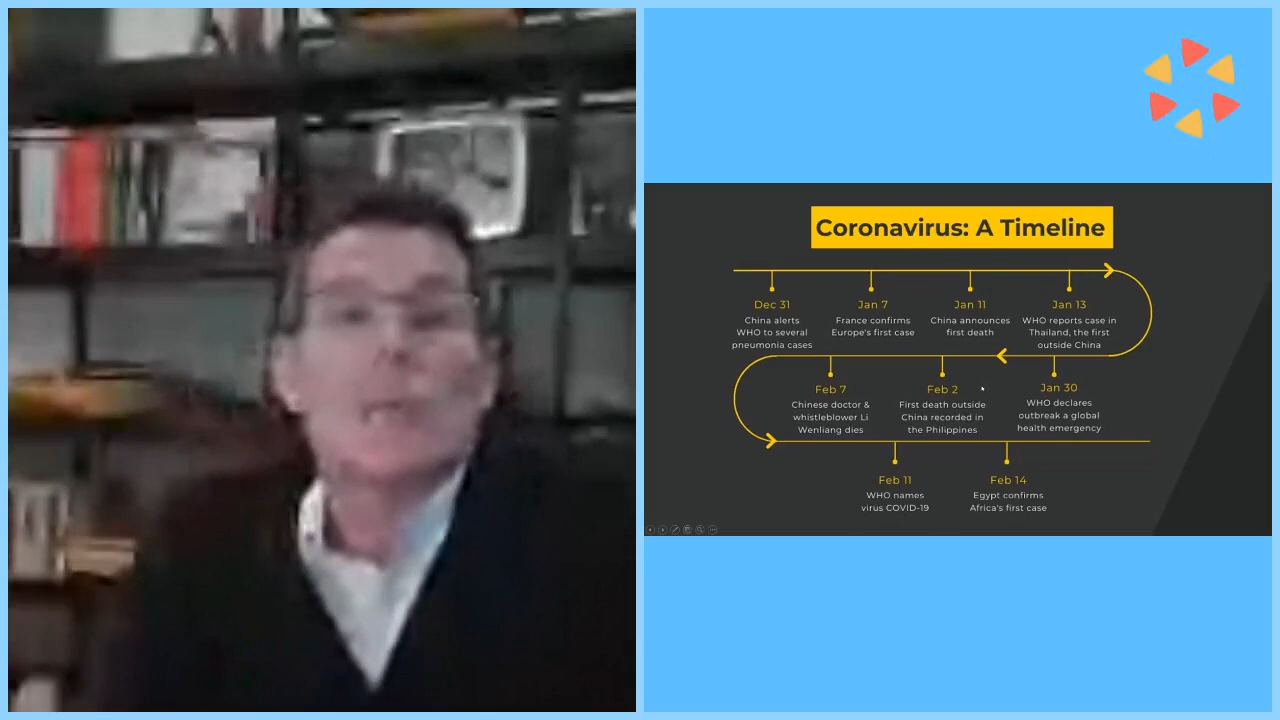 Coronavirus: A Timeline
Dec 31
China alerts
WHO to several
pneumonia cases
Jan 7
France confirms
Europe's first case
Jan 11
China announces
first death
Jan 13
WHO reports case in
Thailand, the first
outside China
Feb 7
Chinese doctor &
whistleblower Li
Wenliang dies
Feb 2
First death outside
China recorded in
the Philippines
Jan 30
WHO declares
outbreak a global
health emergency
Feb 11
WHO names
virus COVID-19
Feb 14
Egypt confirms
Africa's first case